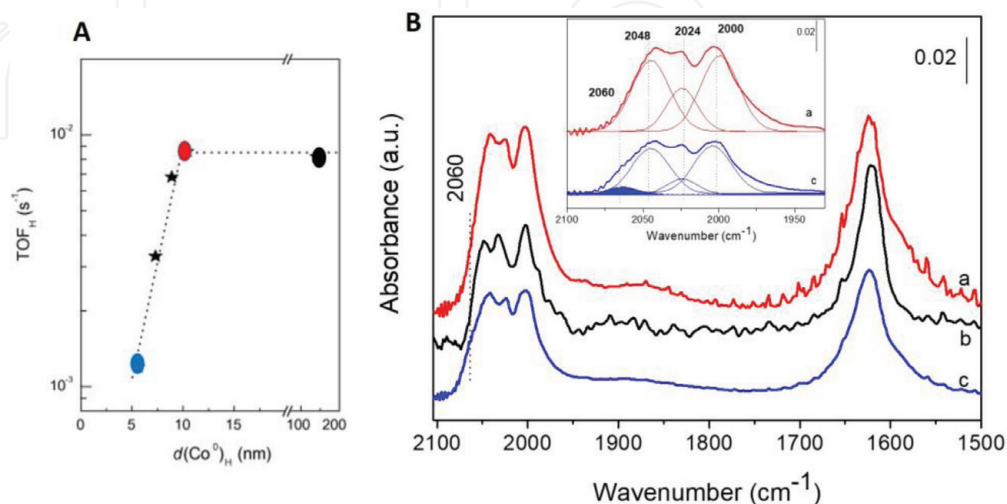 A
TOF_H (s⁻¹)
10⁻²
10⁻³
0 5 10 15 100 200
d(Co⁰)_H (nm)
B
Absorbance (a.u.)
2060
0.02
a
b
c
2100 2000 1900 1800 1700 1600 1500
Wavenumber (cm⁻¹)
2048 2024 2000
0.02
2060
a
c
2100 2050 2000 1950
Wavenumber (cm⁻¹)